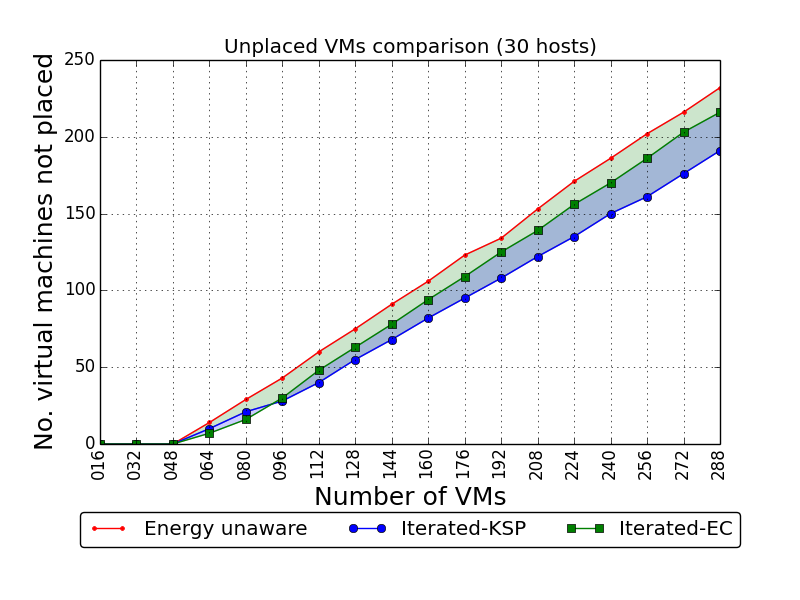 Unplaced VMs comparison (30 hosts)
No. virtual machines not placed
250
200
150
100
50
0
016 032 048 064 080 096 112 128 144 160 176 192 208 224 240 256 272 288
Number of VMs
Energy unaware Iterated-KSP Iterated-EC